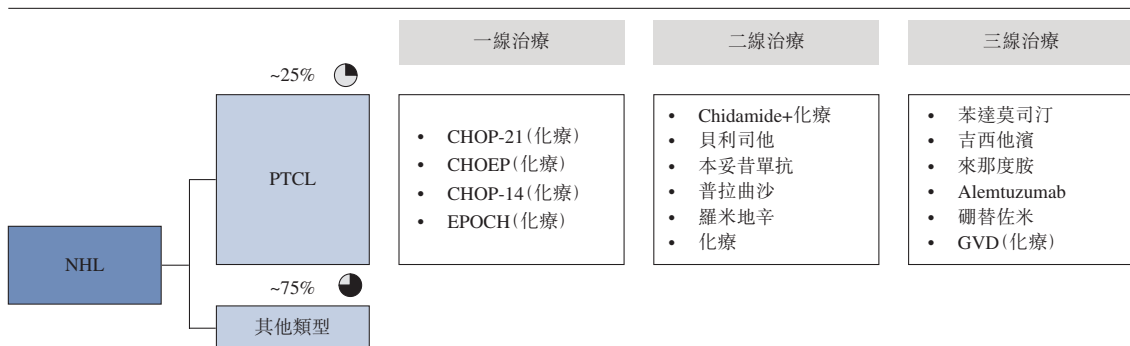 一線治療
二線治療
三線治療
~25%
PTCL
• CHOP-21(化療)
• CHOEP(化療)
• CHOP-14(化療)
• EPOCH(化療)
• Chidamide+化療
• 貝利司他
• 本妥昔單抗
• 普拉曲沙
• 羅米地辛
• 化療
• 苯達莫司汀
• 吉西他濱
• 來那度胺
• Alemtuzumab
• 硼替佐米
• GVD(化療)
NHL
~75%
其他類型